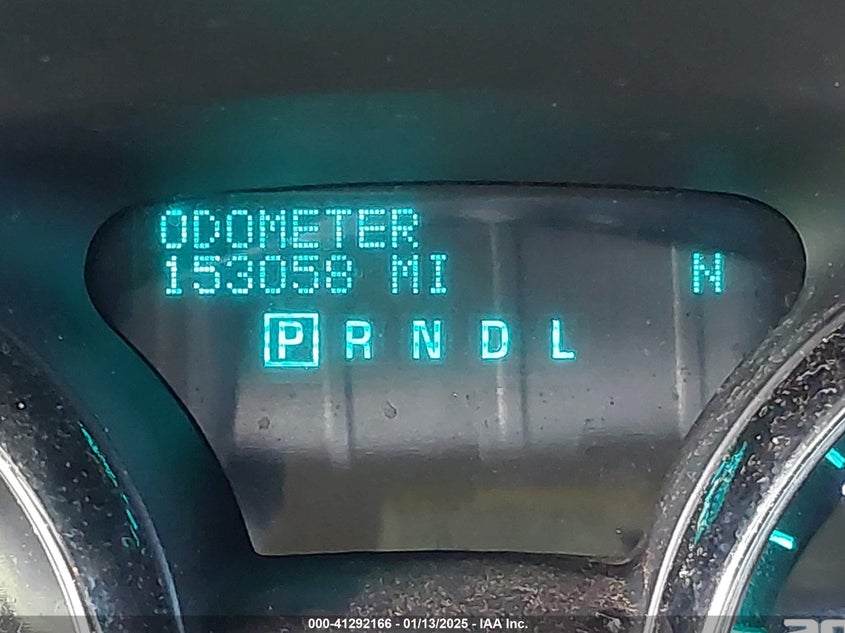 ODOMETER
153058 MI N
P R N D L
000-41292166 - 01/13/2025 - IAA Inc.